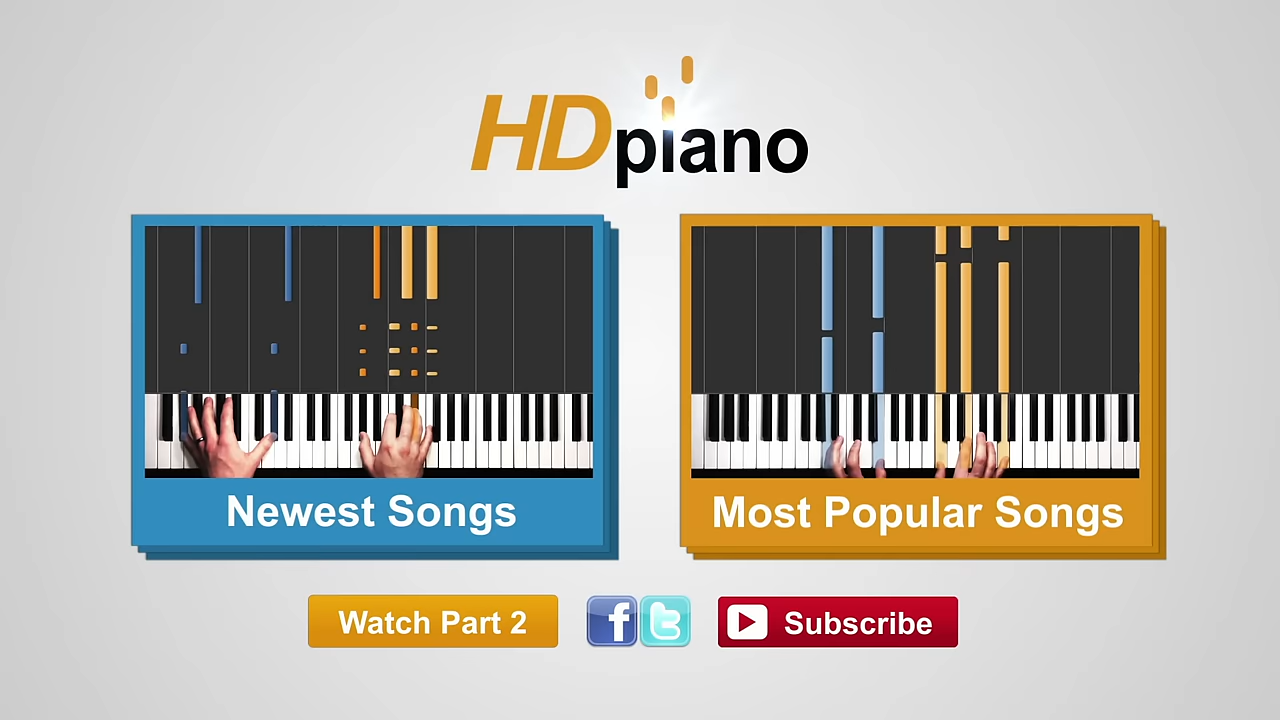 HDpiano
Newest Songs
Most Popular Songs
Watch Part 2
f
t
Subscribe